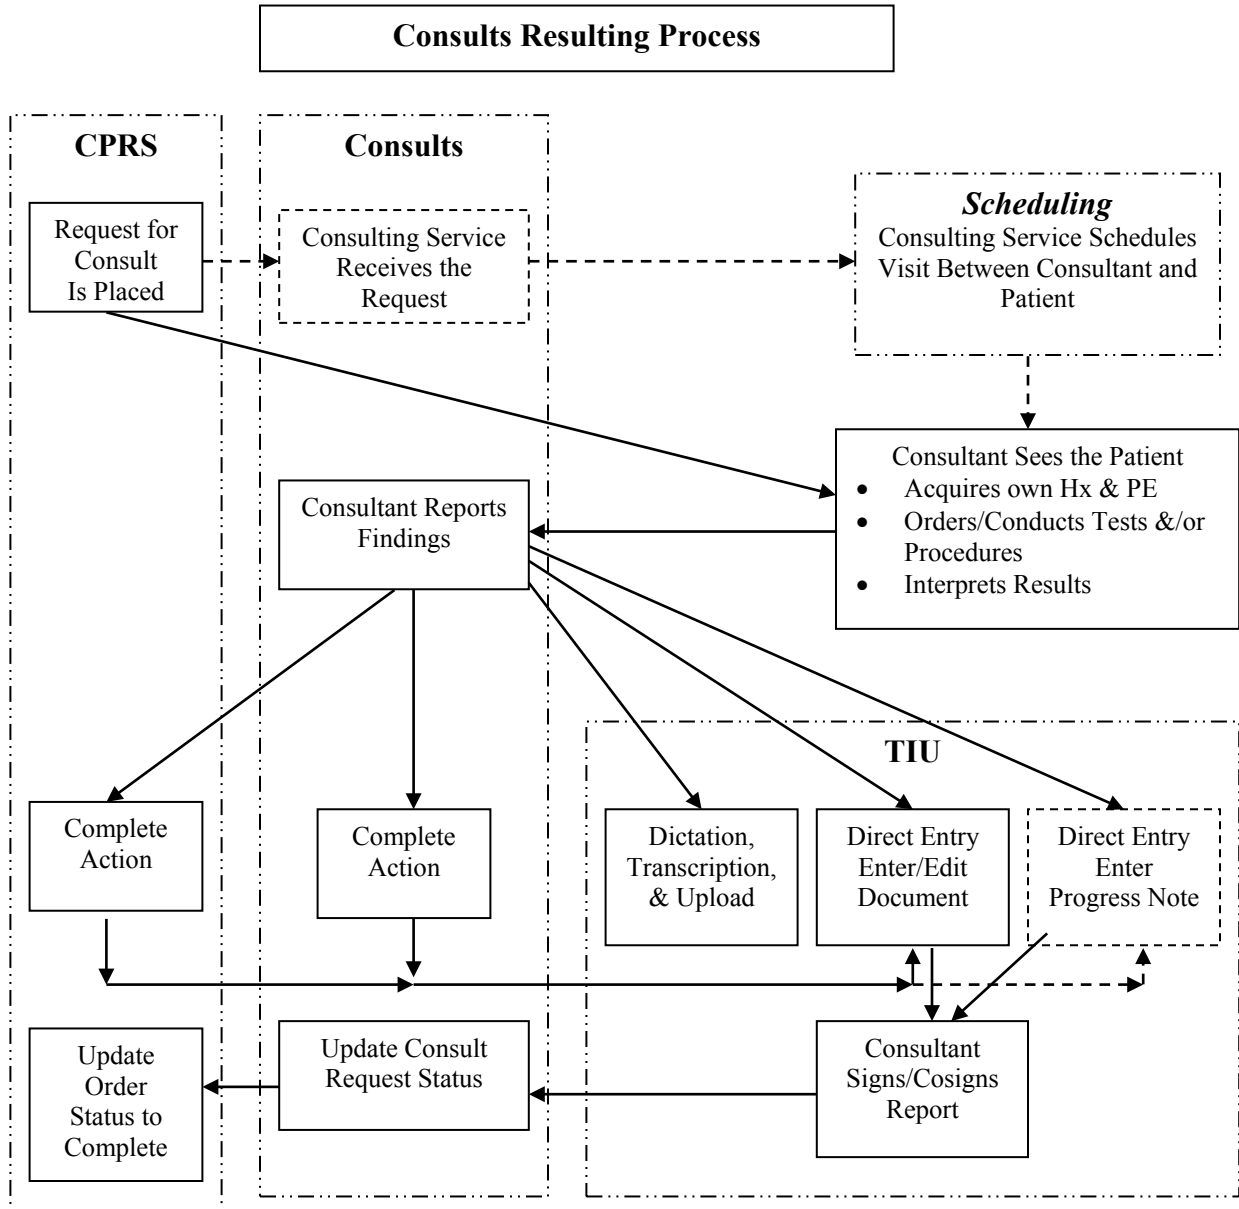 Consults Resulting Process
CPRS
Consults
Request for
Consult
Is Placed
Consulting Service
Receives the
Request
Scheduling
Consulting Service Schedules
Visit Between Consultant and
Patient
Consultant Sees the Patient
• Acquires own Hx & PE
• Orders/Conducts Tests &/or
Procedures
• Interprets Results
Consultant Reports
Findings
TIU
Complete
Action
Complete
Action
Dictation,
Transcription,
& Upload
Direct Entry
Enter/Edit
Document
Direct Entry
Enter
Progress Note
Update
Order
Status to
Complete
Update Consult
Request Status
Consultant
Signs/Cosigns
Report